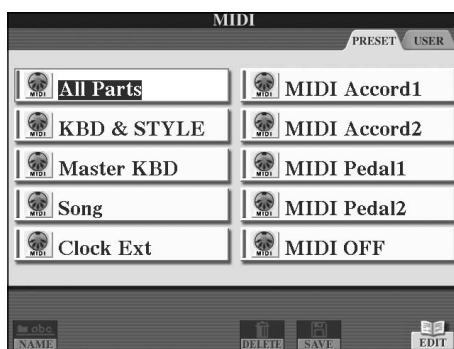 MIDI
PRESET USER
All Parts
KBD & STYLE
Master KBD
Song
Clock Ext
MIDI Accord1
MIDI Accord2
MIDI Pedal1
MIDI Pedal2
MIDI OFF
abc
NAME
DELETE
SAVE
EDIT